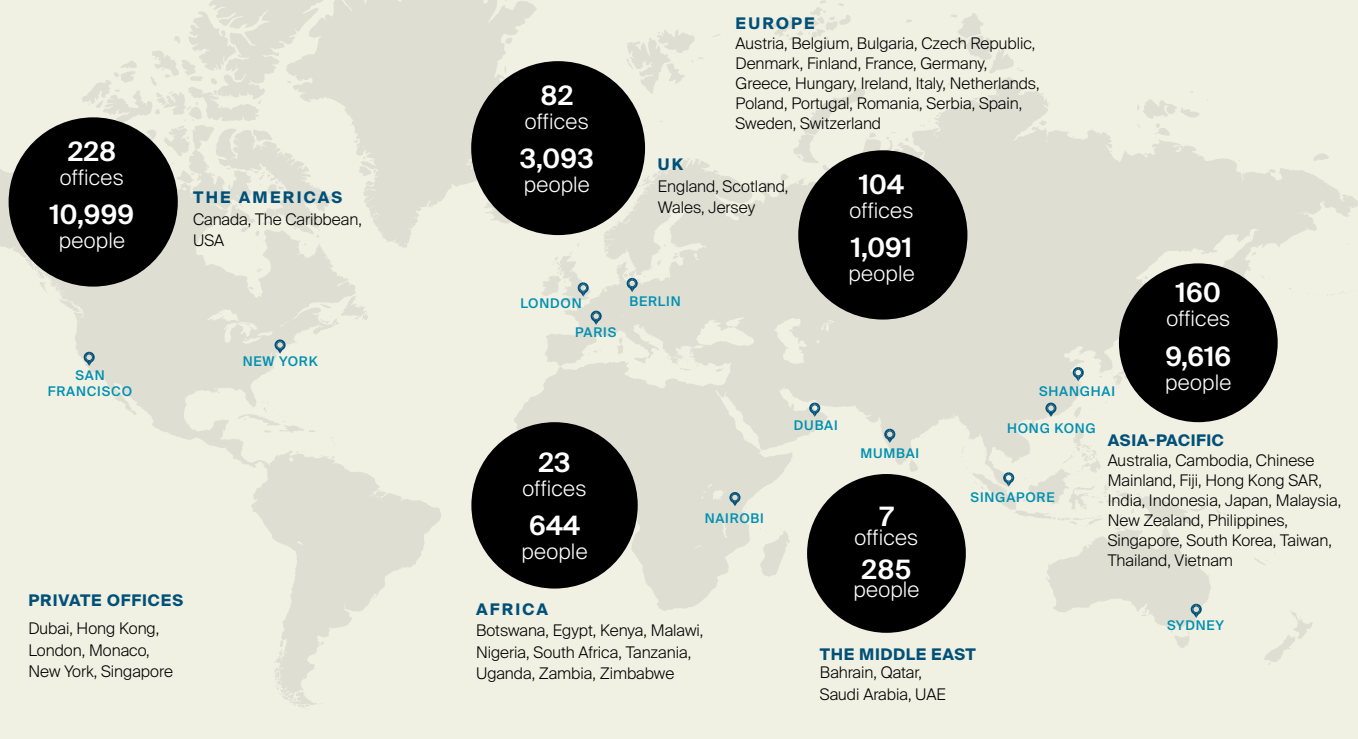 EUROPE
Austria, Belgium, Bulgaria, Czech Republic,
Denmark, Finland, France, Germany,
Greece, Hungary, Ireland, Italy, Netherlands,
Poland, Portugal, Romania, Serbia, Spain,
Sweden, Switzerland
228
offices
10,999
people
THE AMERICAS
Canada, The Caribbean,
USA
82
offices
3,093
people
UK
England, Scotland,
Wales, Jersey
104
offices
1,091
people
160
offices
9,616
people
LONDON
BERLIN
PARIS
NEW YORK
SAN
FRANCISCO
SHANGHAI
DUBAI
HONG KONG
MUMBAI
SINGAPORE
NAIROBI
ASIA-PACIFIC
Australia, Cambodia, Chinese
Mainland, Fiji, Hong Kong SAR,
India, Indonesia, Japan, Malaysia,
New Zealand, Philippines,
Singapore, South Korea, Taiwan,
Thailand, Vietnam
SYDNEY
23
offices
644
people
AFRICA
Botswana, Egypt, Kenya, Malawi,
Nigeria, South Africa, Tanzania,
Uganda, Zambia, Zimbabwe
7
offices
285
people
THE MIDDLE EAST
Bahrain, Qatar,
Saudi Arabia, UAE
PRIVATE OFFICES
Dubai, Hong Kong,
London, Monaco,
New York, Singapore